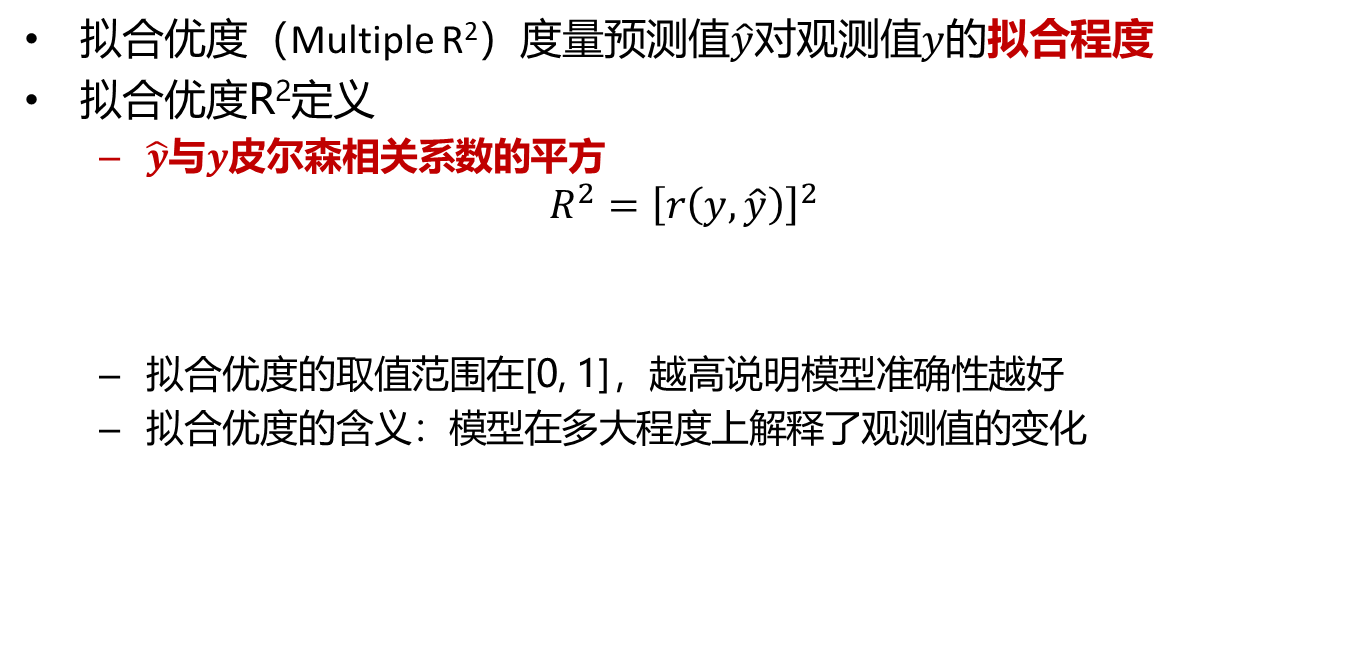 • 拟合优度（Multiple R²）度量预测值ŷ对观测值y的拟合程度
• 拟合优度R²定义
– ŷ与y皮尔森相关系数的平方
R² = [r(y, ŷ)]²
– 拟合优度的取值范围在[0, 1]，越高说明模型准确性越好
– 拟合优度的含义：模型在多大程度上解释了观测值的变化